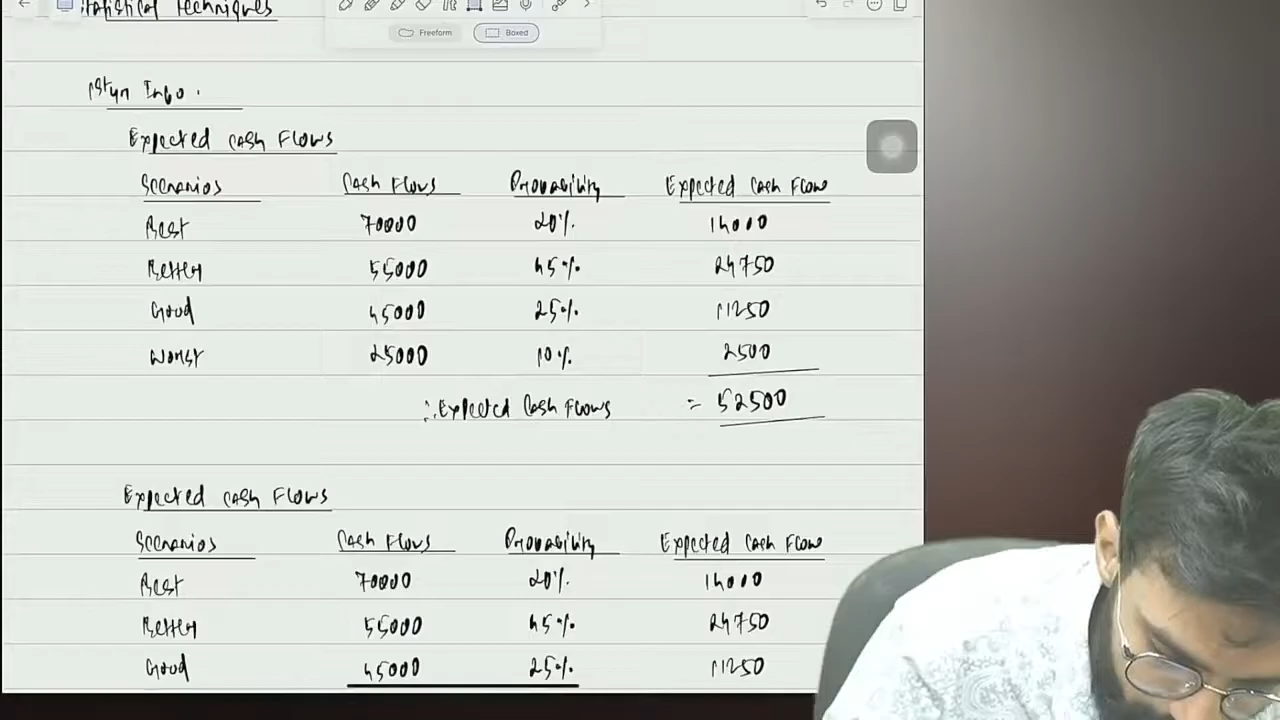 Statistical Techniques
Freeform Boxed
Info.
Expected Cash Flows
Scenarios Cash Flows Probability Expected Cash Flow
Best 70000 20% 14000
Better 55000 45% 24750
Good 45000 25% 11250
Worst 25000 10% 2500
∴ Expected Cash Flows = 52500
Expected Cash Flows
Scenarios Cash Flows Probability Expected Cash Flow
Best 70000 20% 14000
Better 55000 45% 24750
Good 45000 25% 11250